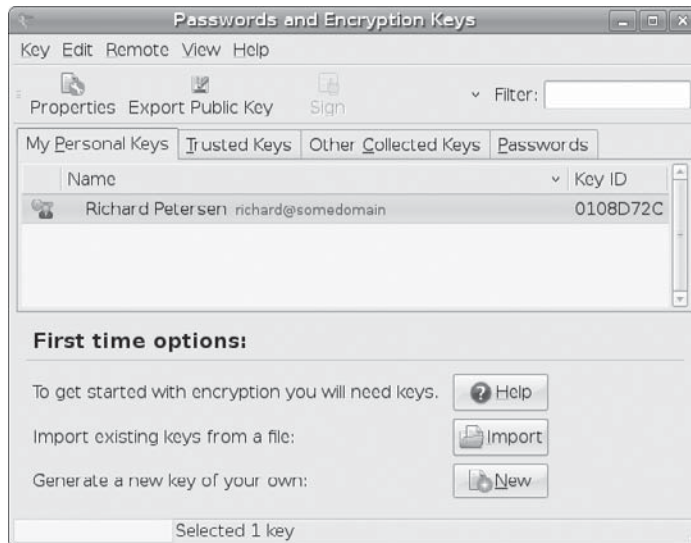 Passwords and Encryption Keys
Key Edit Remote View Help
Properties Export Public Key Sign Filter:
My Personal Keys Trusted Keys Other Collected Keys Passwords
Name Key ID
Richard Petersen richard@somedomain 0108D72C
First time options:
To get started with encryption you will need keys. Help
Import existing keys from a file: Import
Generate a new key of your own: New
Selected 1 key